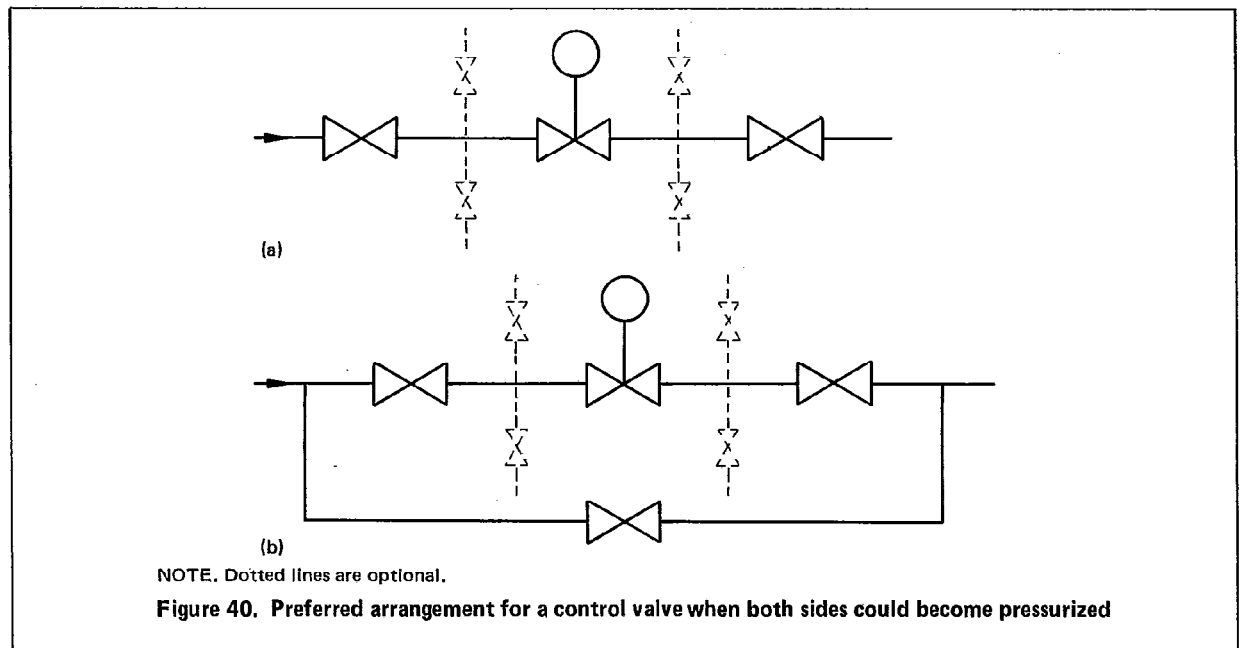 (a)
(b)
NOTE. Dotted lines are optional.
Figure 40. Preferred arrangement for a control valve when both sides could become pressurized